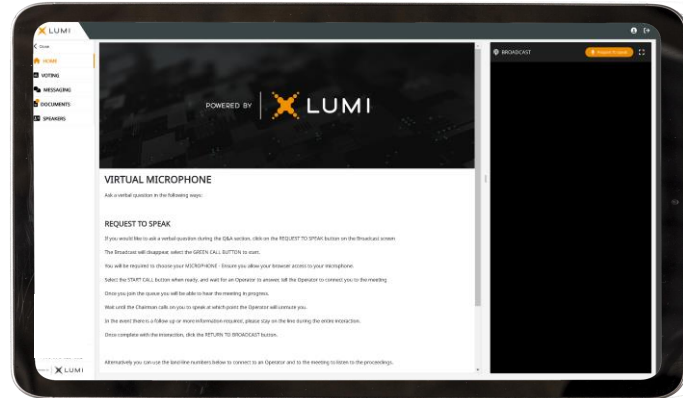 LUMI
Close
HOME
VOTING
MESSAGING
DOCUMENTS
SPEAKERS
POWERED BY LUMI
BROADCAST
Request to speak
VIRTUAL MICROPHONE
Ask a verbal question in the following ways:
REQUEST TO SPEAK
If you would like to ask a verbal question during the Q&A section, click on the REQUEST TO SPEAK button on the Broadcast screen
The Broadcast will disappear, select the GREEN CALL BUTTON to start.
You will be required to choose your MICROPHONE - Ensure you allow your browser access to your microphone
Select the START CALL button when ready, and wait for an Operator to answer, tell the Operator to connect you to the meeting
Once you join the queue you will be able to hear the meeting in progress.
Wait until the Chairman calls on you to speak at which point the Operator will unmute you.
In the event there is a follow up or more information required, please stay on the line during the entire interaction.
Once complete with the interaction, click the RETURN TO BROADCAST button.
Alternatively you can use the landline numbers below to connect to an Operator and to the meeting to listen to the proceedings.
LUMI